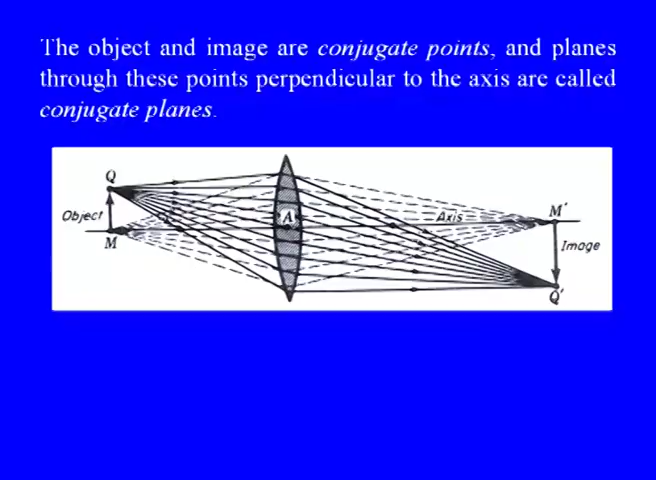 The object and image are conjugate points, and planes
through these points perpendicular to the axis are called
conjugate planes.
Q
Object
M
A
Axis
M'
Image
Q'